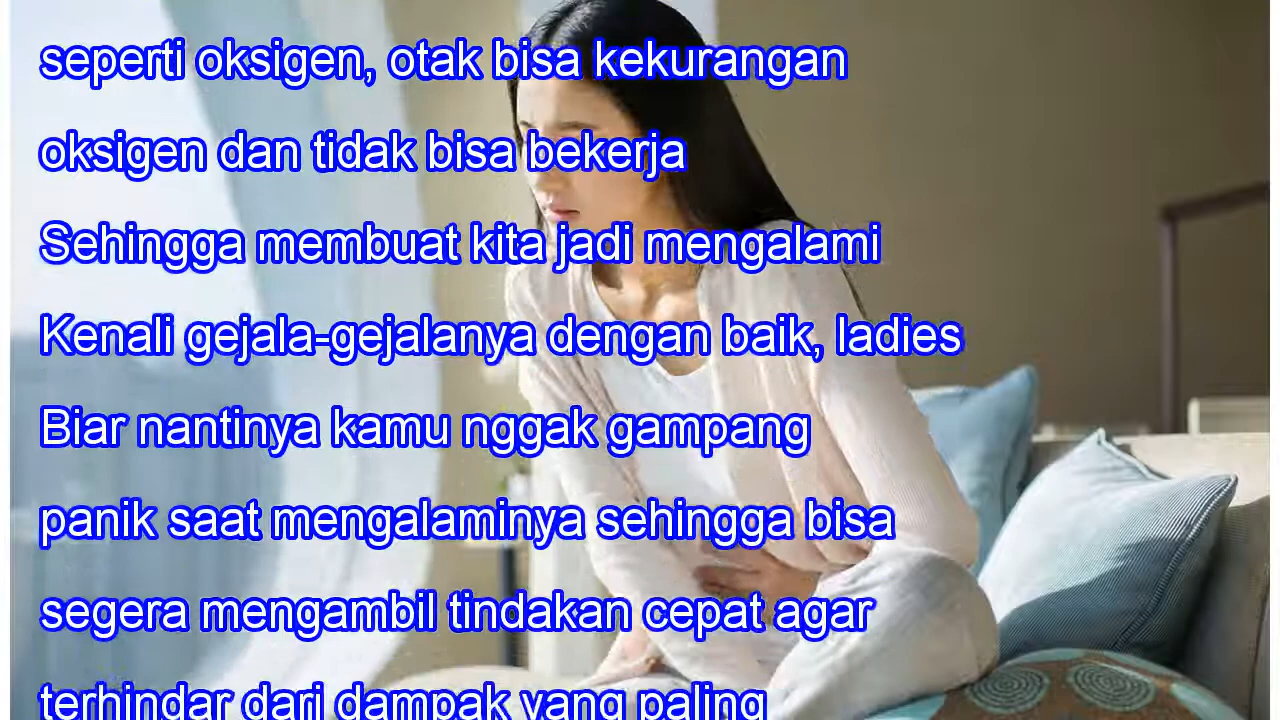 seperti oksigen, otak bisa kekurangan
oksigen dan tidak bisa bekerja
Sehingga membuat kita jadi mengalami
Kenali gejala-gejalanya dengan baik, ladies
Biar nantinya kamu nggak gampang
panik saat mengalaminya sehingga bisa
segera mengambil tindakan cepat agar
terhindar dari dampak yang paling